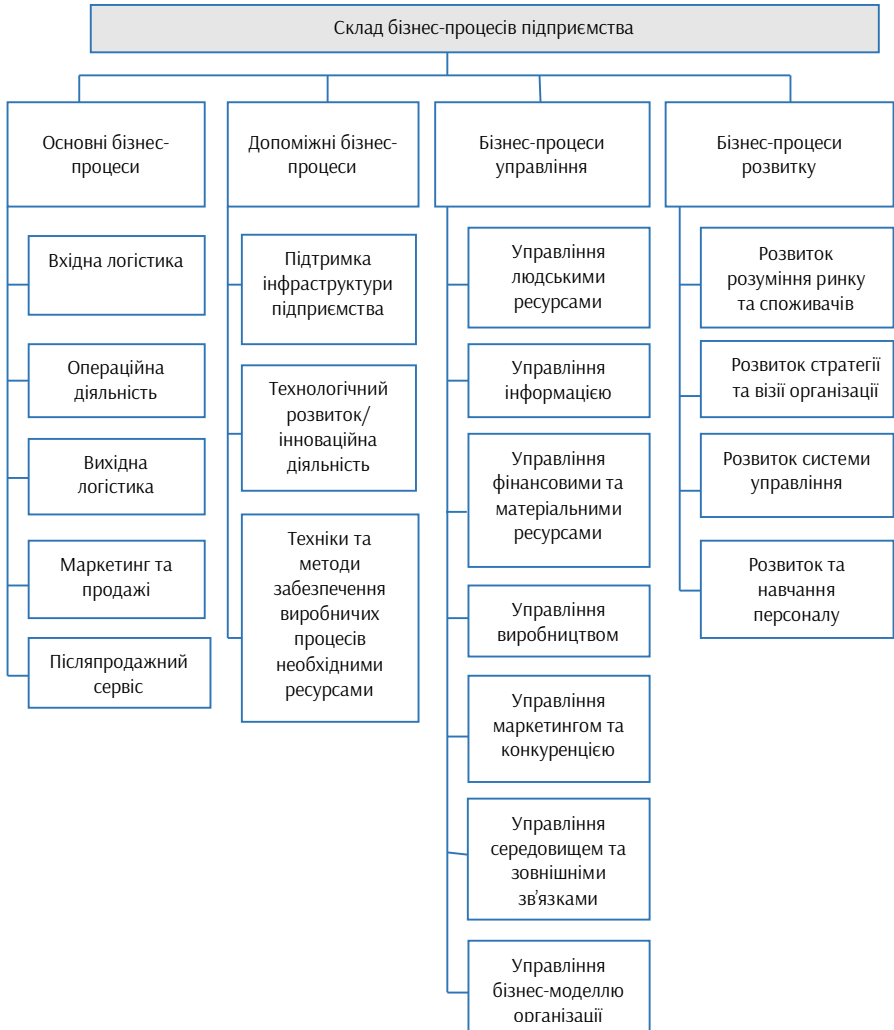 Склад бізнес-процесів підприємства
Основні бізнес-
процеси
Вхідна логістика
Операційна
діяльність
Вихідна
логістика
Маркетинг та
продажі
Післяпродажний
сервіс
Допоміжні бізнес-
процеси
Підтримка
інфраструктури
підприємства
Технологічний
розвиток/
інноваційна
діяльність
Техніки та
методи
забезпечення
виробничих
процесів
необхідними
ресурсами
Бізнес-процеси
управління
Управління
людськими
ресурсами
Управління
інформацією
Управління
фінансовими та
матеріальними
ресурсами
Управління
виробництвом
Управління
маркетингом та
конкуренцією
Управління
середовищем та
зовнішніми
зв’язками
Управління
бізнес-моделлю
організації
Бізнес-процеси
розвитку
Розвиток
розуміння ринку
та споживачів
Розвиток стратегії
та візії організації
Розвиток системи
управління
Розвиток та
навчання
персоналу